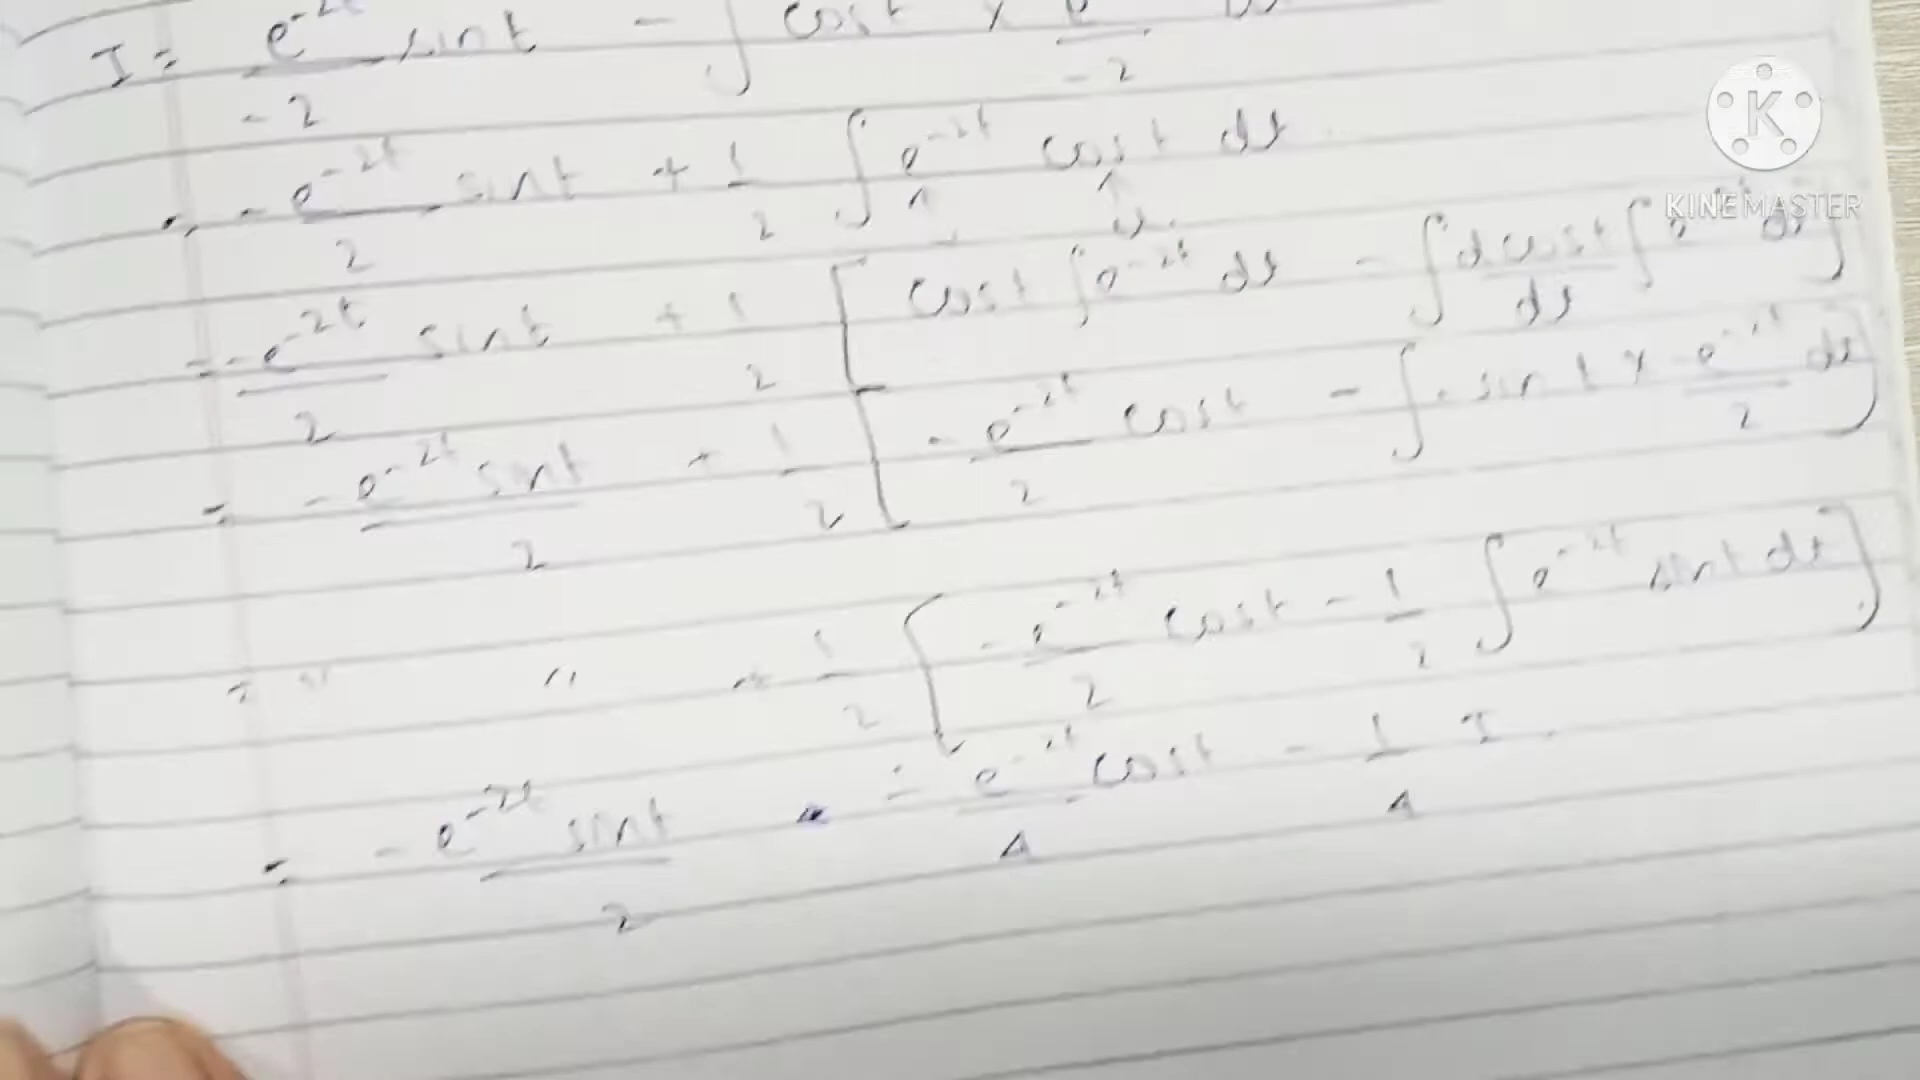 I = e^-2t/-2 sint - ∫ cost × e/-2
= -e^-2t/2 sint + 1/2 ∫ e^-2t cost dt
u
= -e^-2t/2 sint + 1/2 [ cost ∫ e^-2t dt - ∫ d cost/dt ∫ e^-2t dt ]
= -e^-2t sint/2 + 1/2 [ -e^-2t/2 cost - ∫ · sint × e^-2t/2 dt ]
= " " + 1/2 [ -e^-2t/2 cost - 1/2 ∫ e^-2t sint dt ]
= -e^-2t sint/2 - e^-2t cost/4 - 1/4 I.
K
KINEMASTER